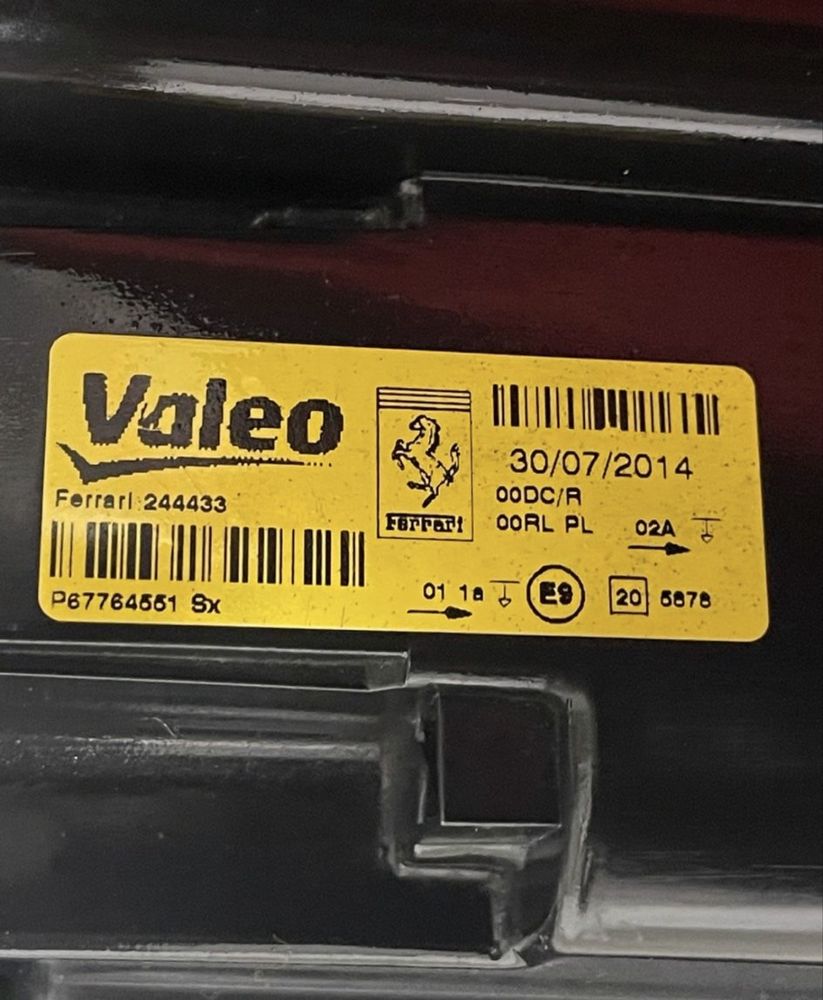 Valeo
Ferrari 244433
P67764551 Sx
Ferrari
30/07/2014
00DC/R
00RL PL 02A
01 1a E9 20 5878